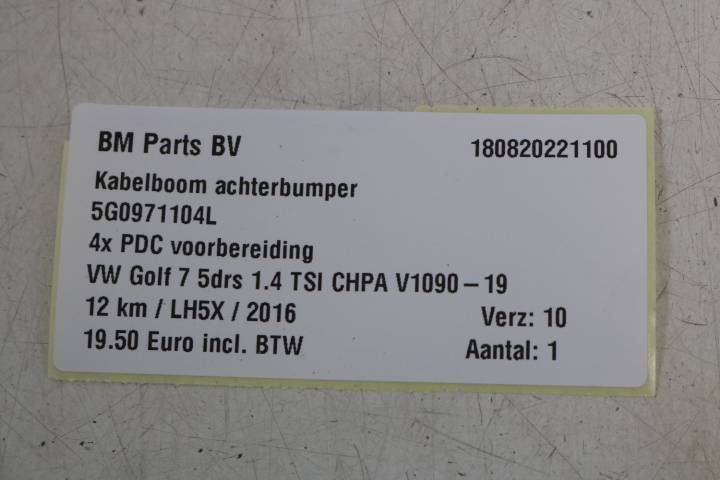 BM Parts BV 180820221100
Kabelboom achterbumper
5G0971104L
4x PDC voorbereiding
VW Golf 7 5drs 1.4 TSI CHPA V1090 – 19
12 km / LH5X / 2016 Verz: 10
19.50 Euro incl. BTW Aantal: 1